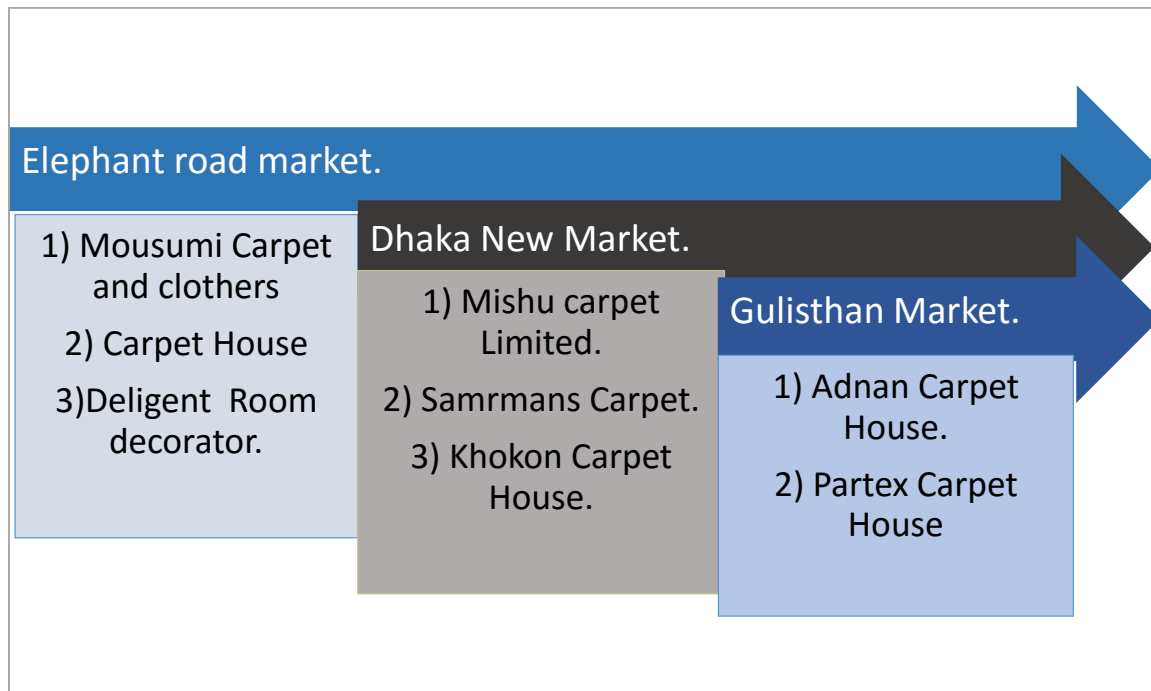 Elephant road market.
1) Mousumi Carpet
and clothers
2) Carpet House
3)Deligent  Room
decorator.
Dhaka New Market.
1) Mishu carpet
Limited.
2) Samrmans Carpet.
3) Khokon Carpet
House.
Gulisthan Market.
1) Adnan Carpet
House.
2) Partex Carpet
House